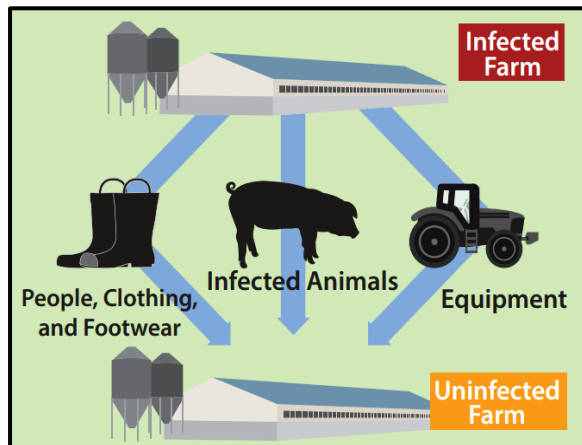 Infected
Farm
People, Clothing,
and Footwear
Infected Animals
Equipment
Uninfected
Farm